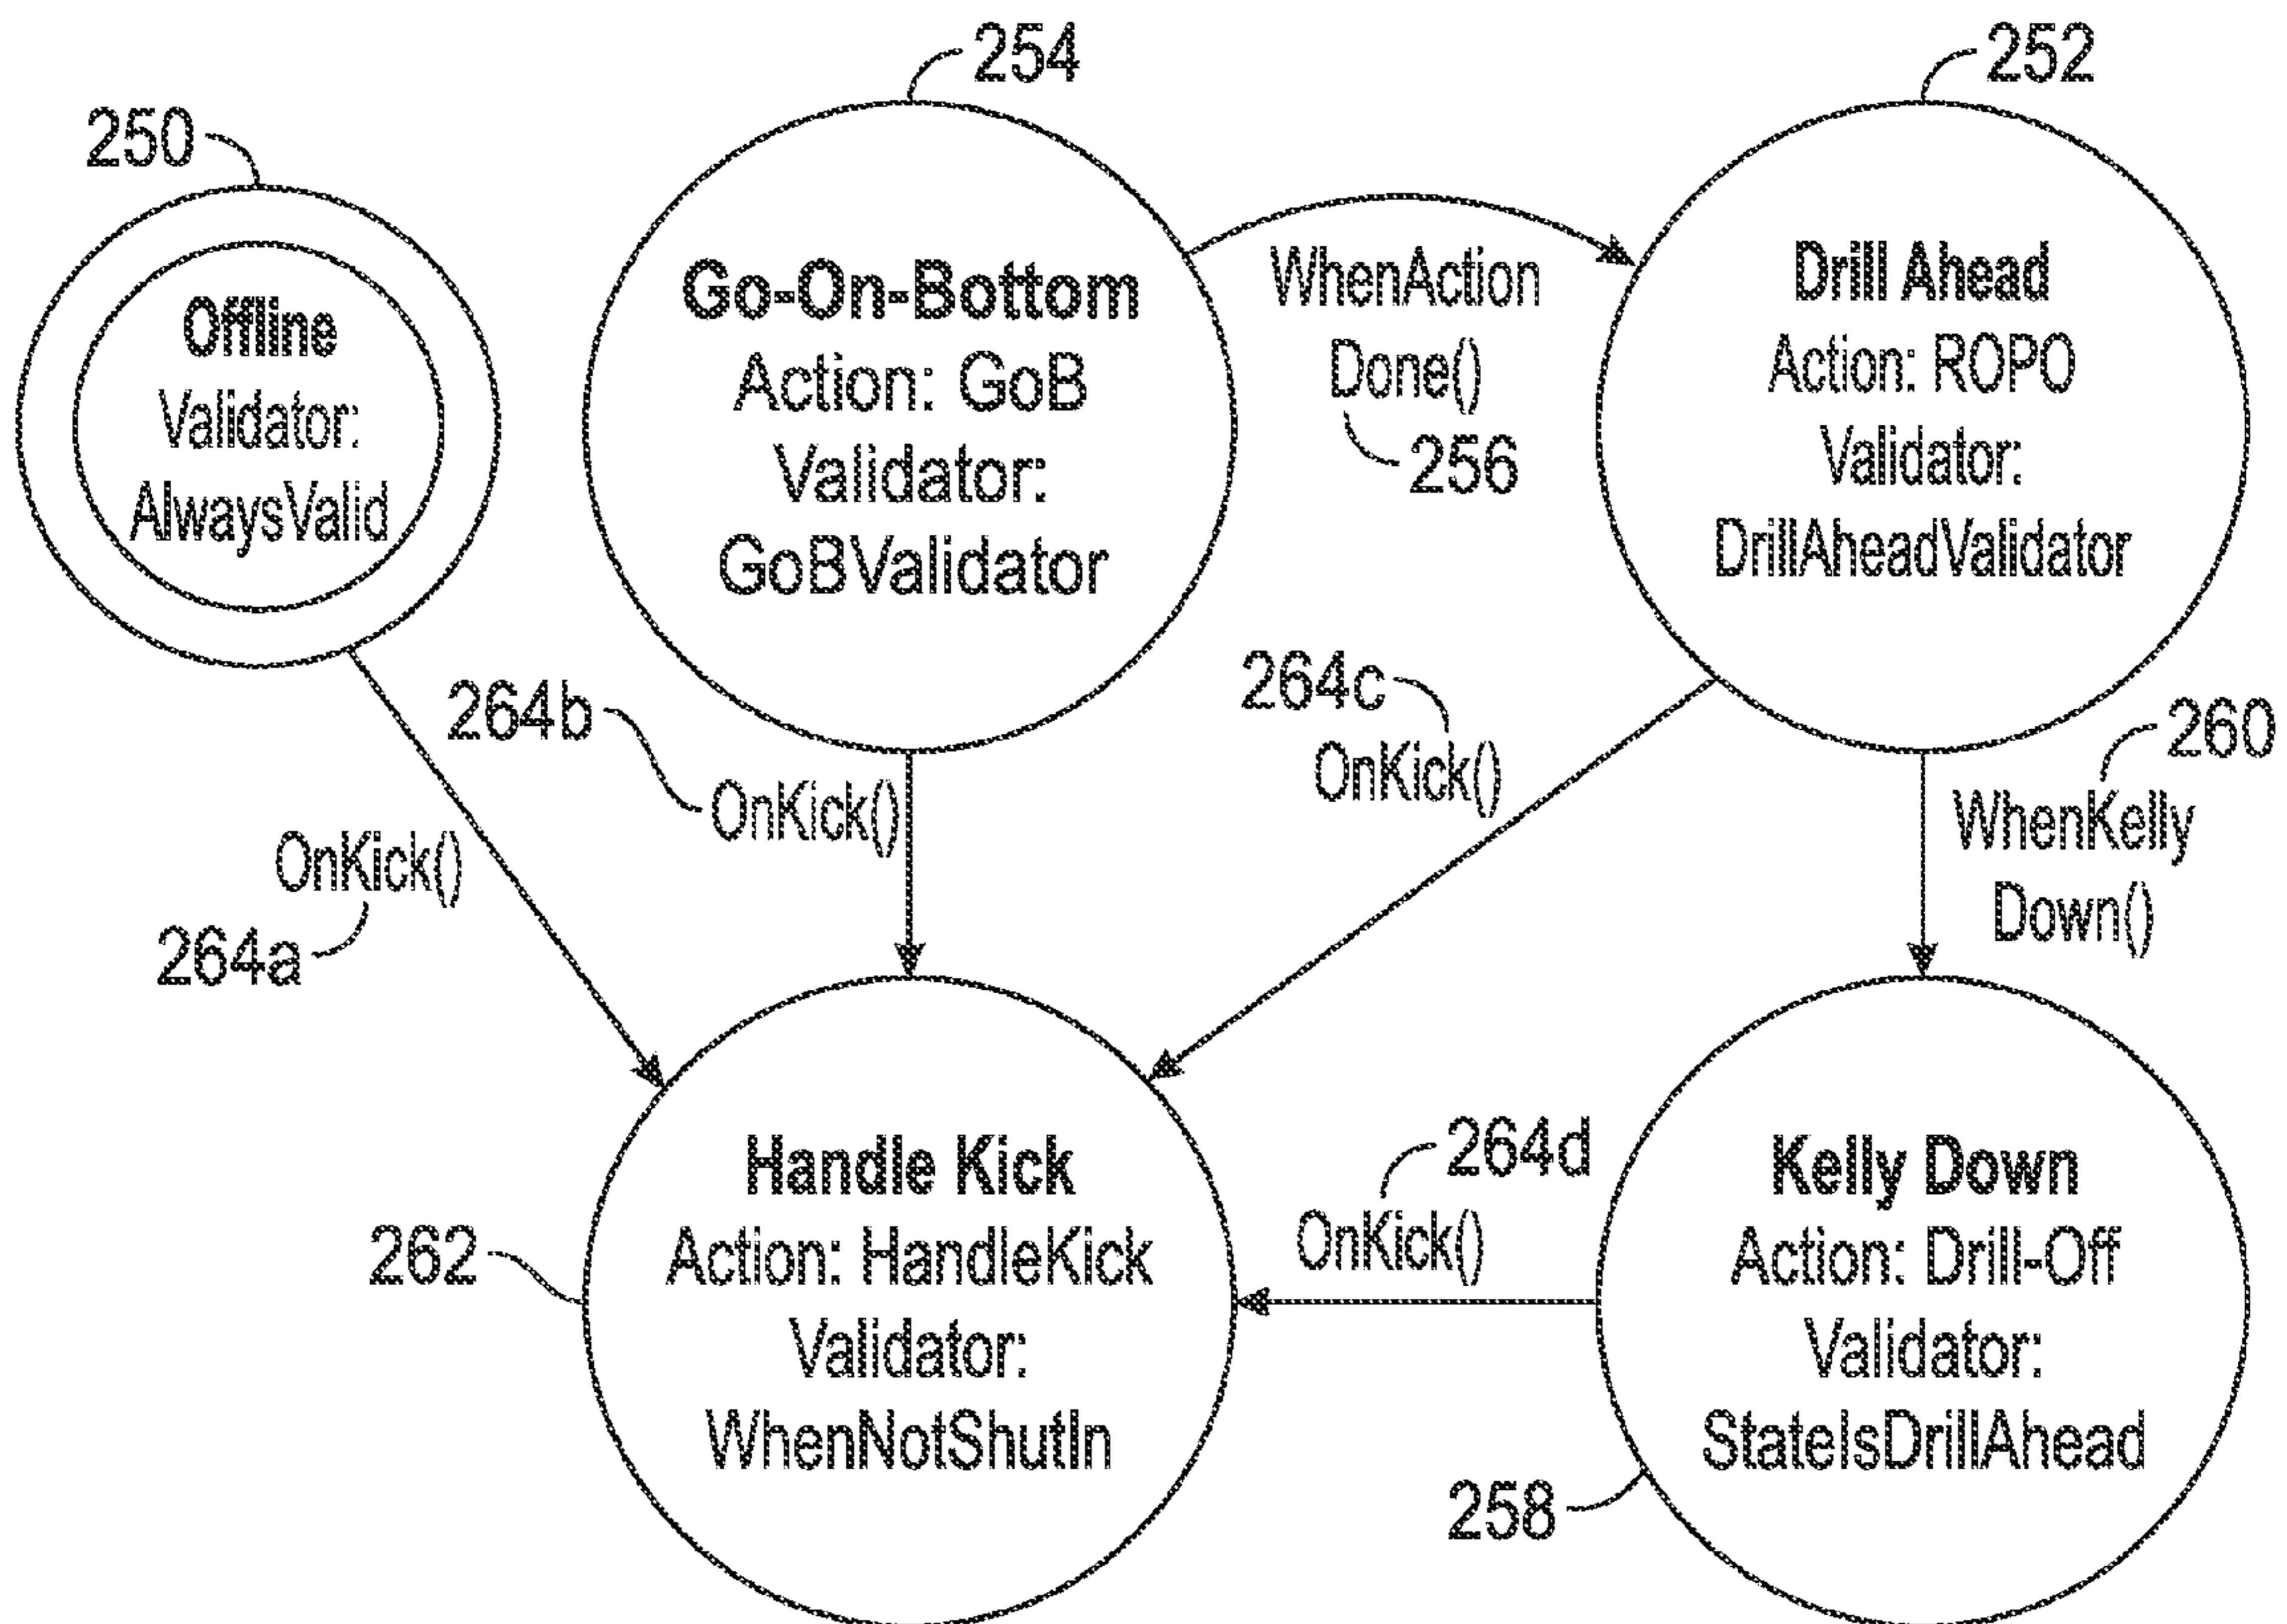 254
252
250
Offline
Validator:
AlwaysValid
Go-On-Bottom
Action: GoB
Validator:
GoBValidator
WhenAction
Done()
256
Drill Ahead
Action: ROPO
Validator:
DrillAheadValidator
264b
OnKick()
264c
OnKick()
260
WhenKelly
Down()
OnKick()
264a
Handle Kick
Action: HandleKick
Validator:
WhenNotShutIn
262
264d
OnKick()
Kelly Down
Action: Drill-Off
Validator:
StateIsDrillAhead
258